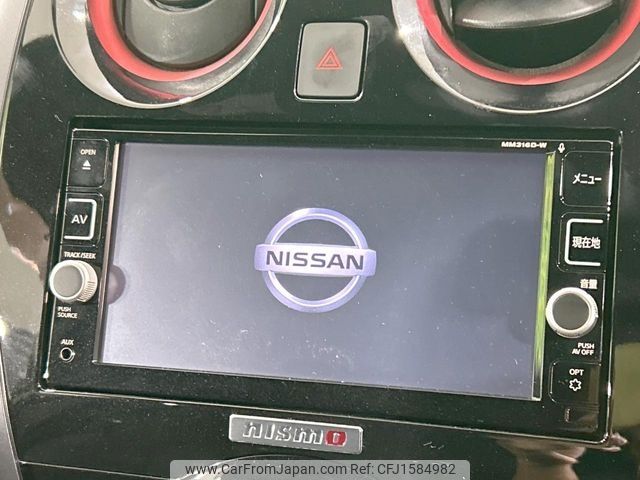 MM316D-W
OPEN
メニュー
AV
現在地
TRACK/SEEK
音量
NISSAN
PUSH
SOURCE
PUSH
AV OFF
AUX
OPT
nismo
www.CarFromJapan.com - CFJ1584982